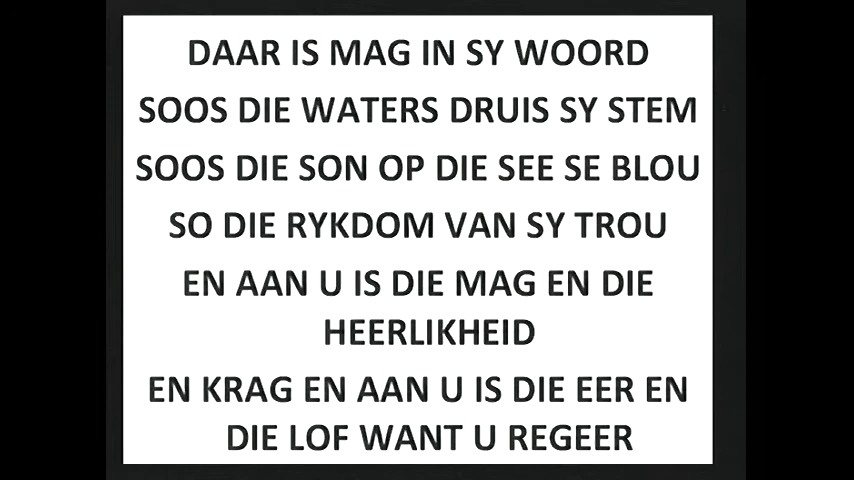 DAAR IS MAG IN SY WOORD
SOOS DIE WATERS DRUIS SY STEM
SOOS DIE SON OP DIE SEE SE BLOU
SO DIE RYKDOM VAN SY TROU
EN AAN U IS DIE MAG EN DIE
HEERLIKHEID
EN KRAG EN AAN U IS DIE EER EN
DIE LOF WANT U REGEER